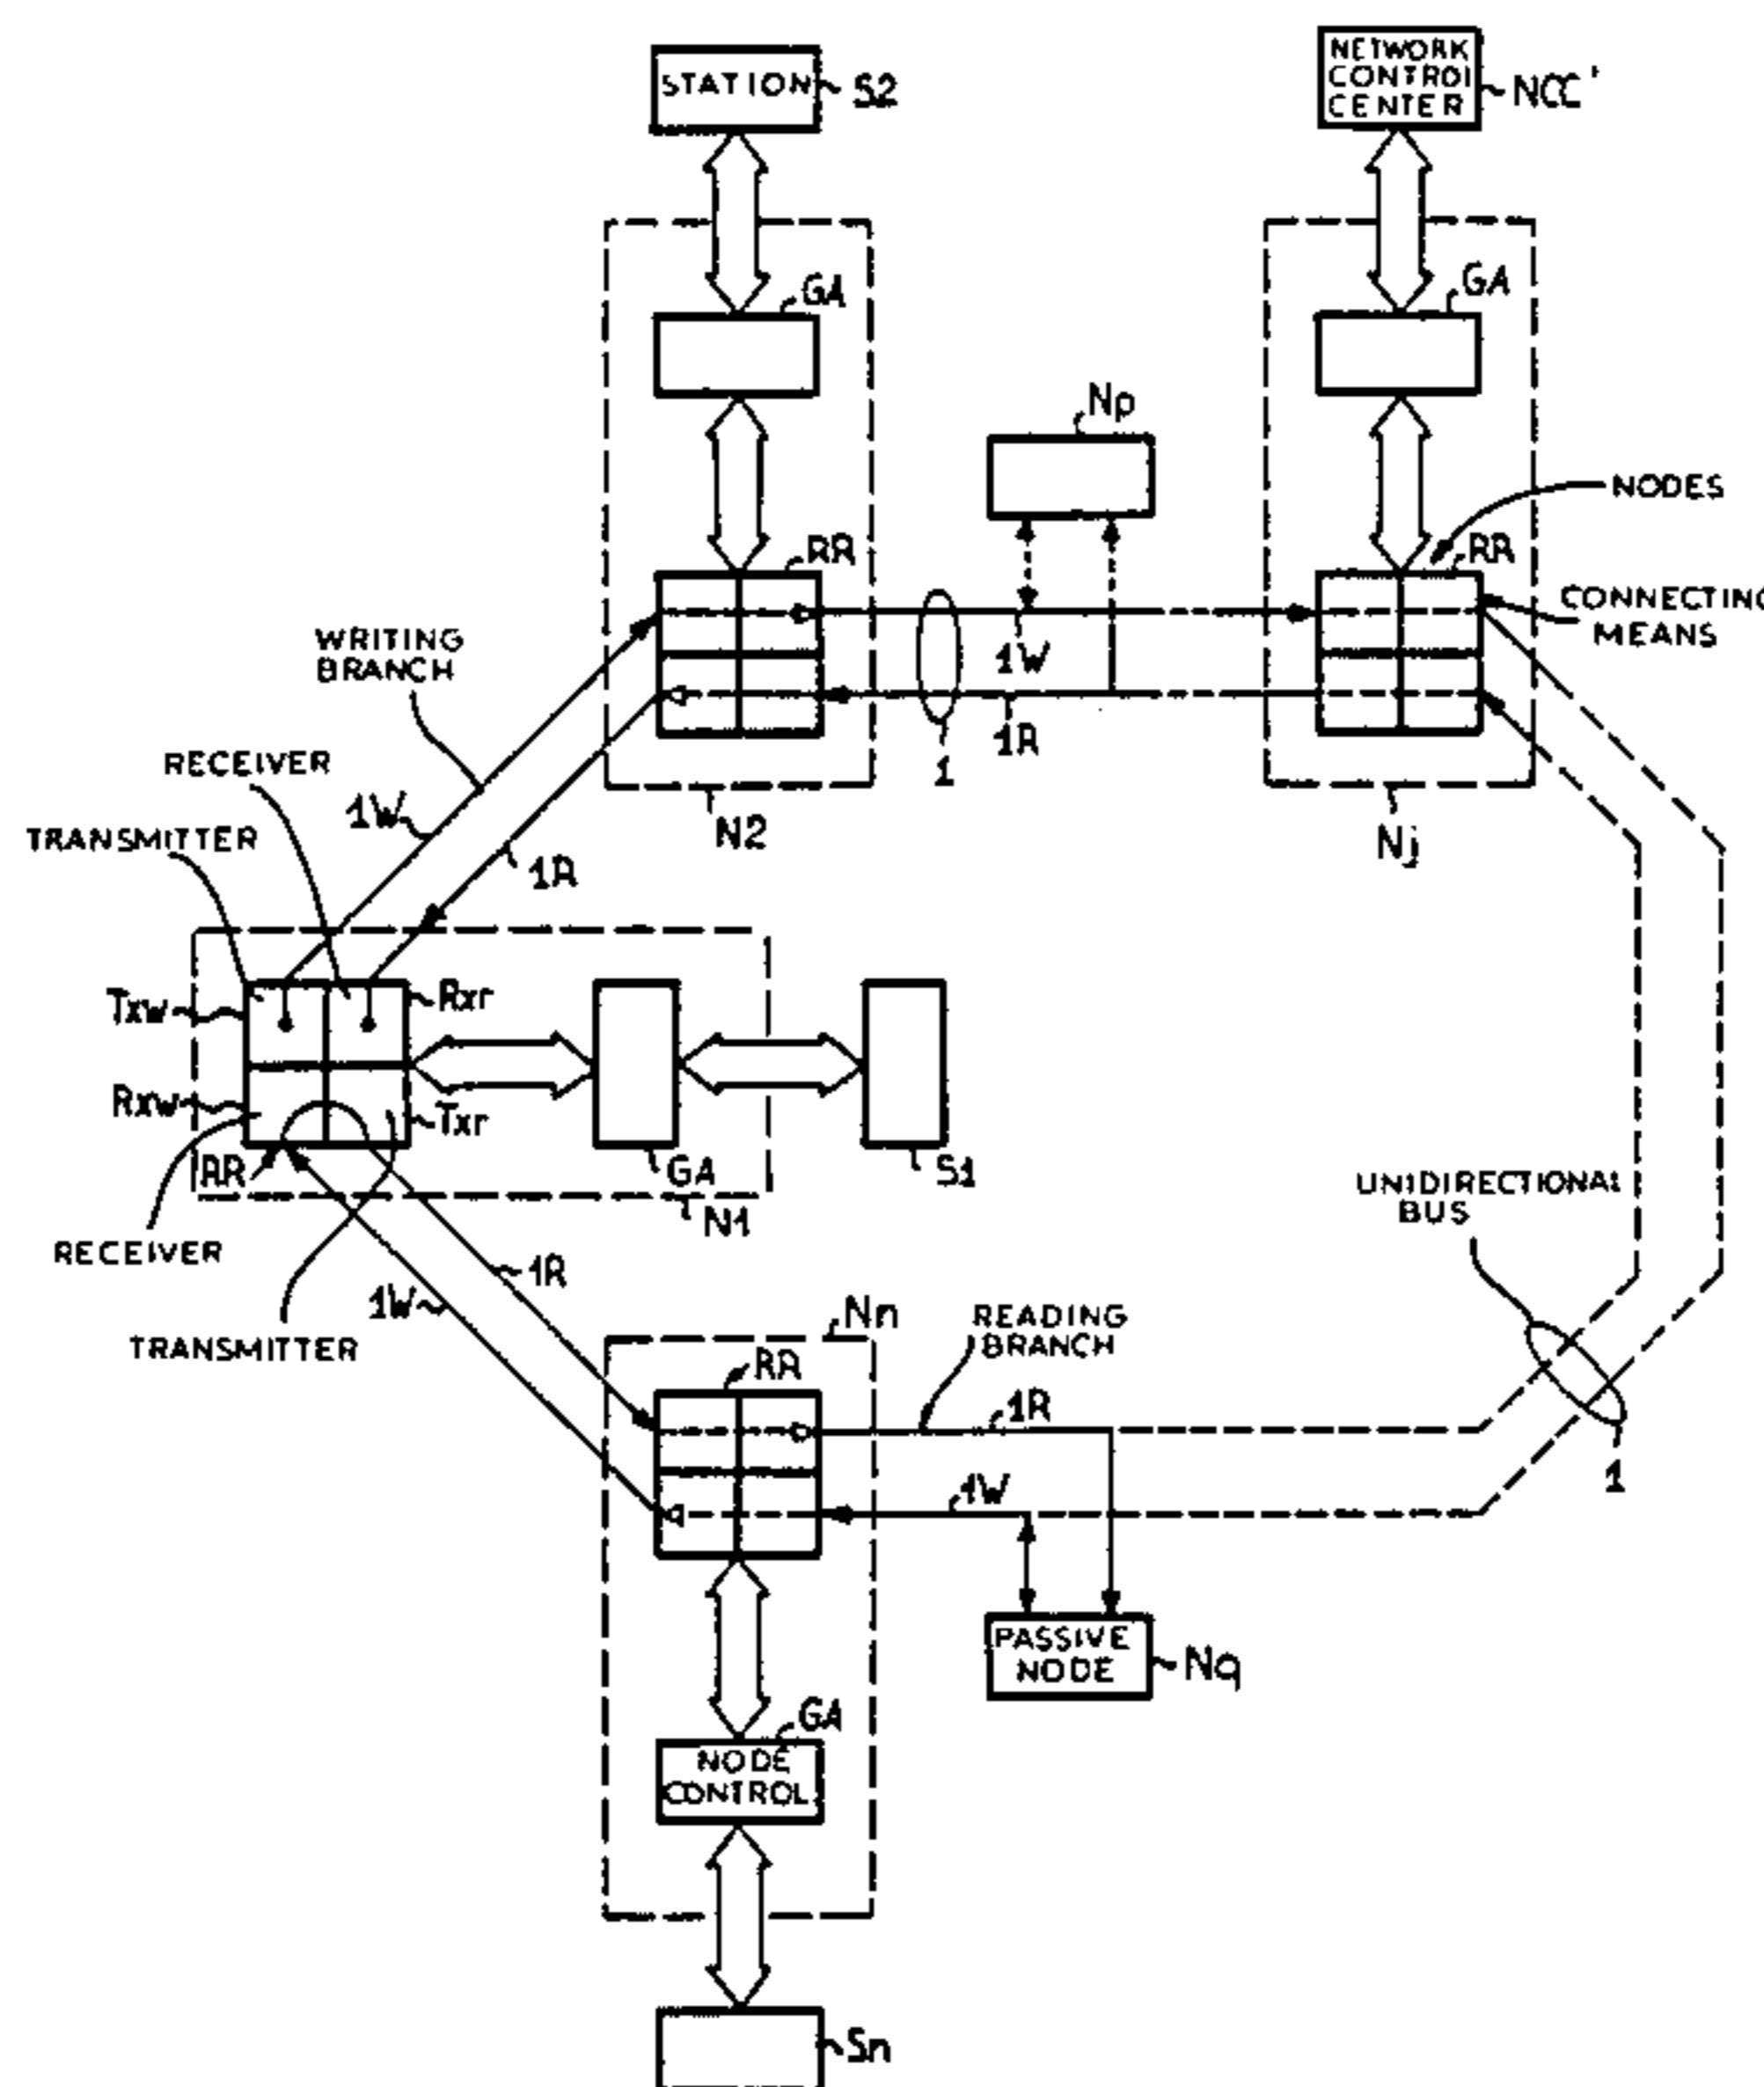 STATION
S2
NETWORK
CONTROL
CENTER
NCC'
GA
GA
Np
NODES
RR
RR
CONNECTING
MEANS
WRITING
BRANCH
1W
1R
1
RECEIVER
1W
N2
Nj
TRANSMITTER
1R
Txw
Rxr
Rxw
Txr
RR
GA
S1
UNIDIRECTIONAL
BUS
N1
RECEIVER
1R
1W
TRANSMITTER
Nn
READING
BRANCH
RR
1R
1W
1
PASSIVE
NODE
Nq
GA
NODE
CONTROL
Sn